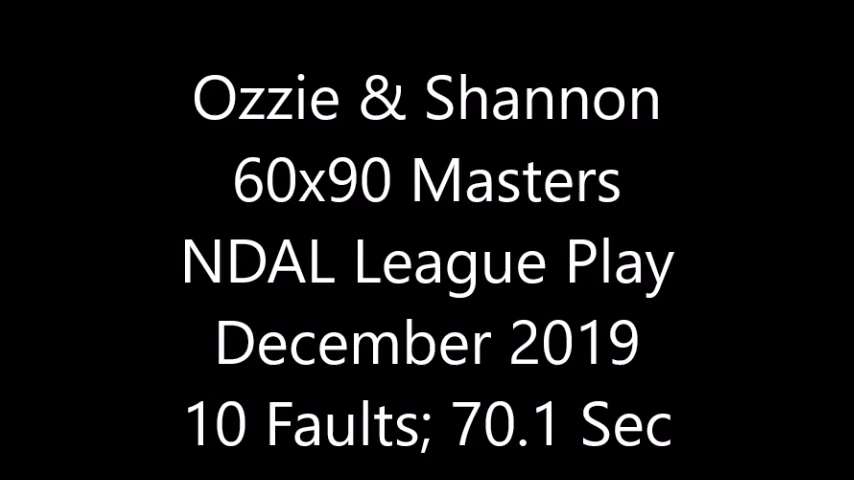 Ozzie & Shannon
60x90 Masters
NDAL League Play
December 2019
10 Faults; 70.1 Sec